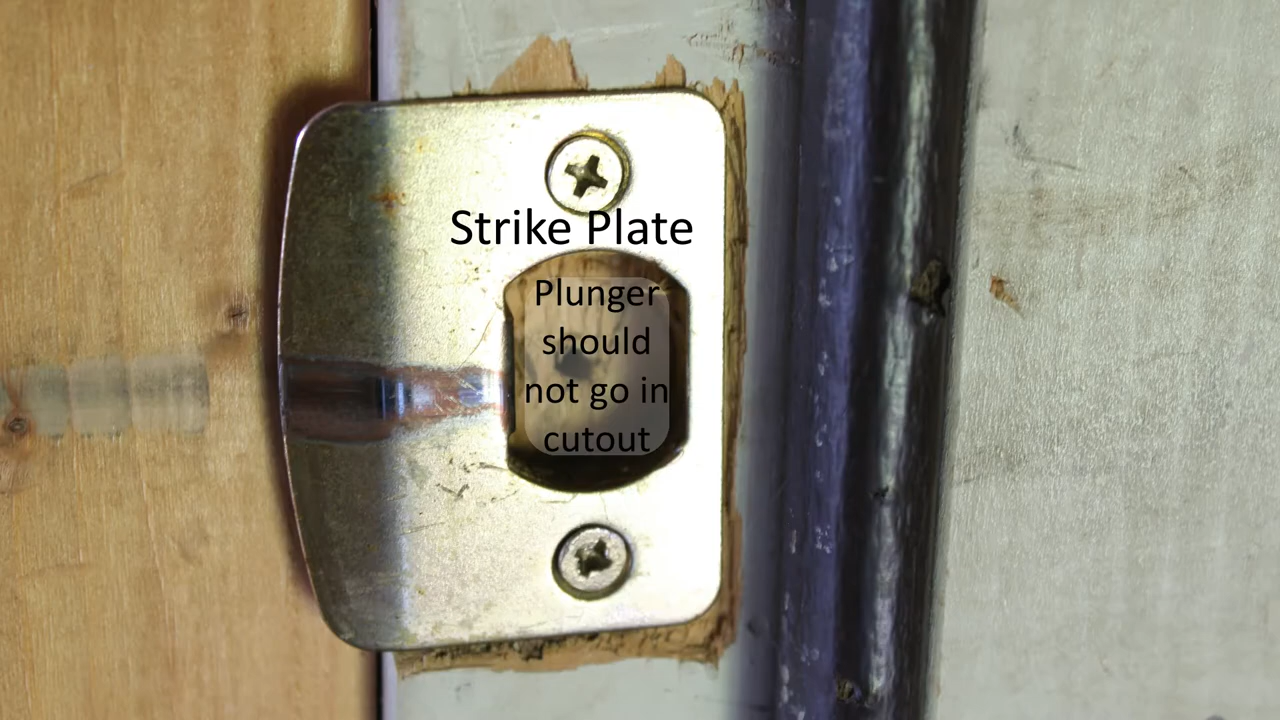 Strike Plate
Plunger
should
not go in
cutout